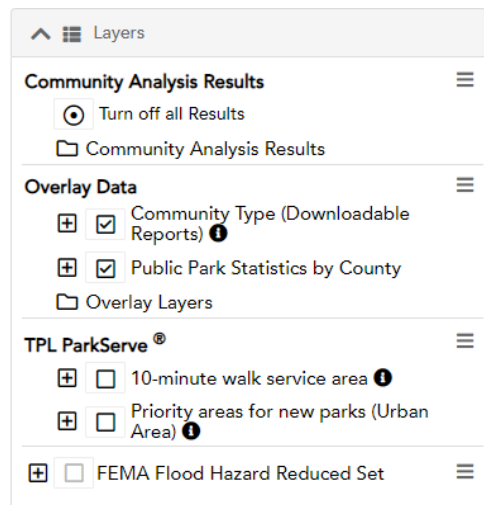 Layers
Community Analysis Results
Turn off all Results
Community Analysis Results
Overlay Data
Community Type (Downloadable
Reports)
Public Park Statistics by County
Overlay Layers
TPL ParkServe ®
10-minute walk service area
Priority areas for new parks (Urban
Area)
FEMA Flood Hazard Reduced Set